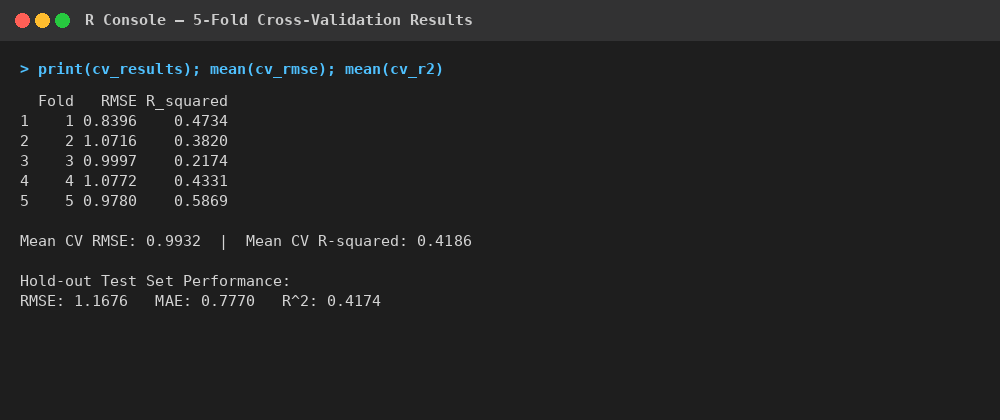 R Console — 5-Fold Cross-Validation Results
> print(cv_results); mean(cv_rmse); mean(cv_r2)
  Fold   RMSE R_squared
1    1 0.8396    0.4734
2    2 1.0716    0.3820
3    3 0.9997    0.2174
4    4 1.0772    0.4331
5    5 0.9780    0.5869
Mean CV RMSE: 0.9932  |  Mean CV R-squared: 0.4186
Hold-out Test Set Performance:
RMSE: 1.1676   MAE: 0.7770   R^2: 0.4174